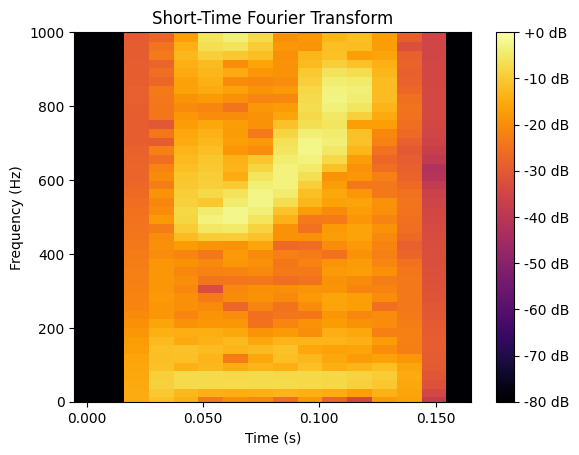 Short-Time Fourier Transform
1000
800
600
400
200
0
Frequency (Hz)
0.000
0.050
0.100
0.150
Time (s)
+0 dB
-10 dB
-20 dB
-30 dB
-40 dB
-50 dB
-60 dB
-70 dB
-80 dB